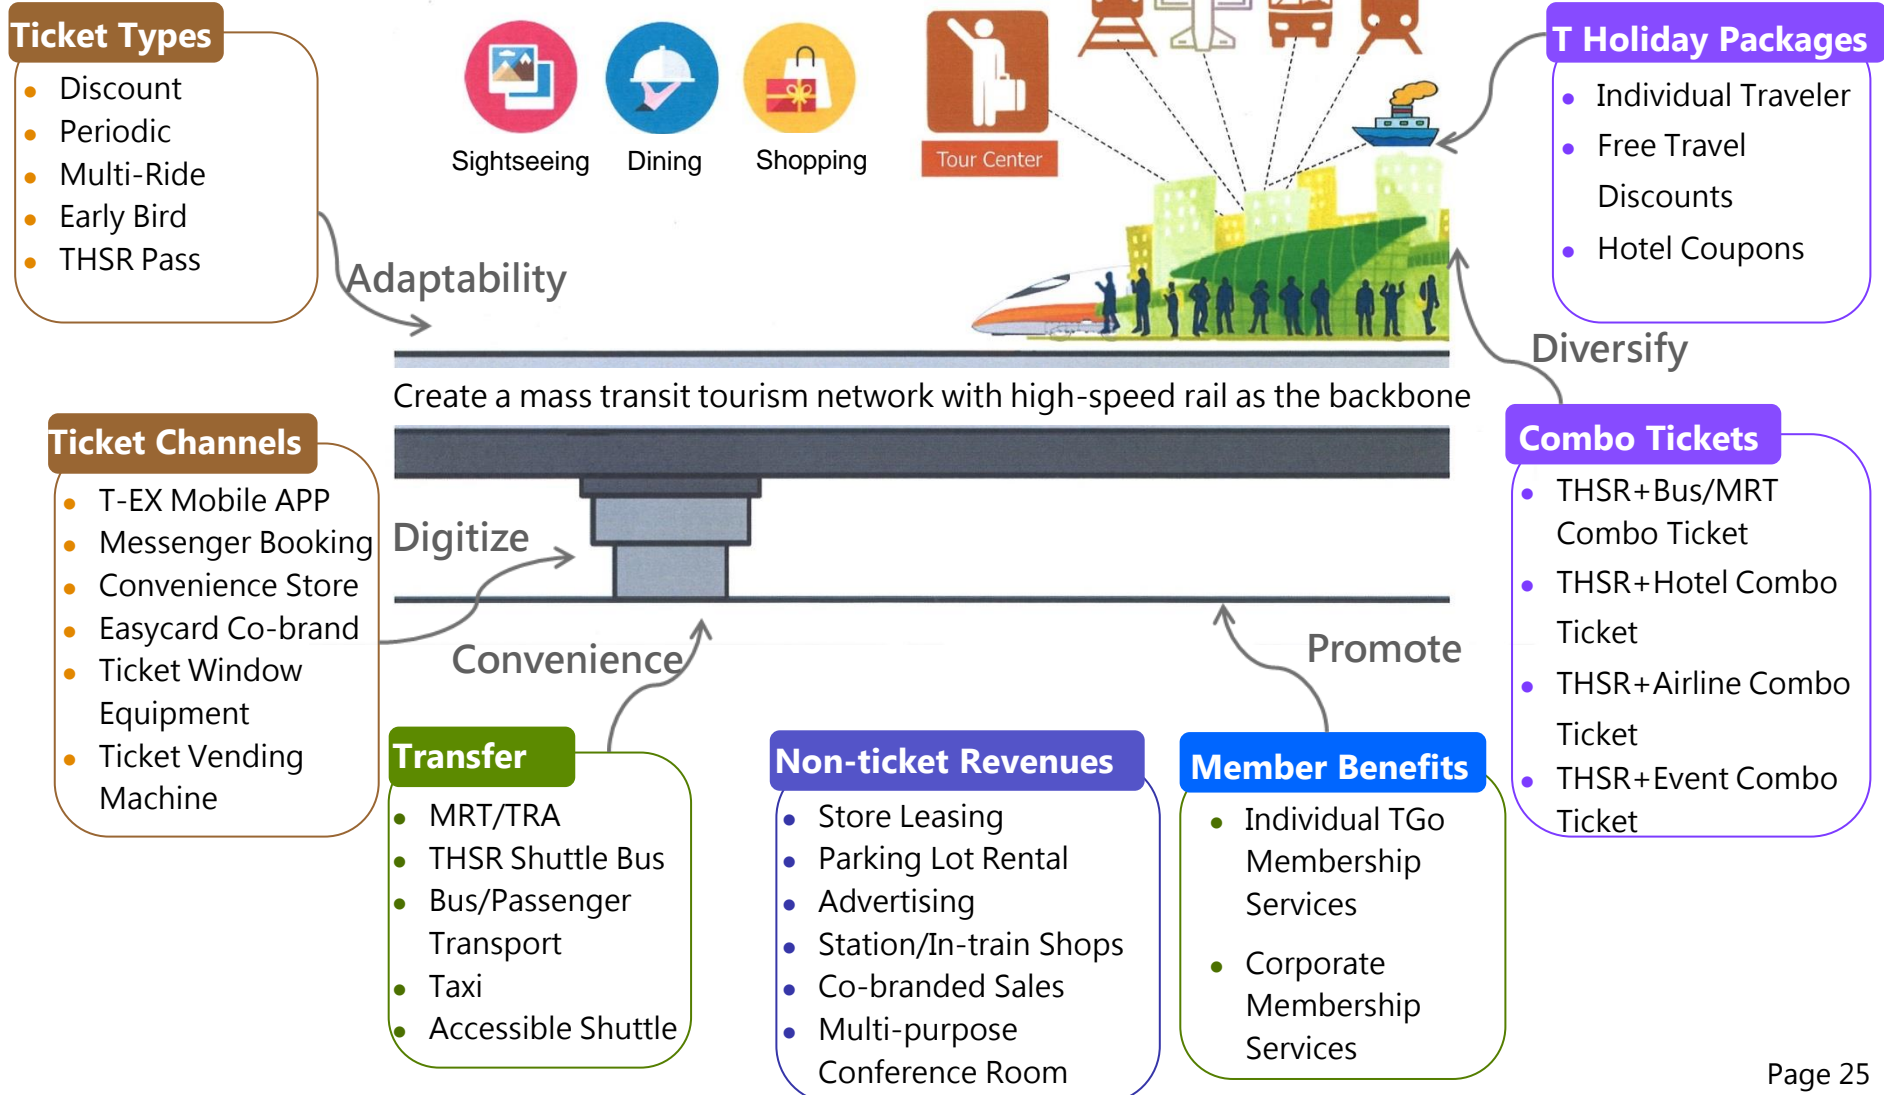 Ticket Types
Discount
Periodic
Multi-Ride
Early Bird
THSR Pass
Sightseeing
Dining
Shopping
Tour Center
T Holiday Packages
Individual Traveler
Free Travel
Discounts
Hotel Coupons
Adaptability
Diversify
Create a mass transit tourism network with high-speed rail as the backbone
Ticket Channels
T-EX Mobile APP
Messenger Booking
Convenience Store
Easycard Co-brand
Ticket Window
Equipment
Ticket Vending
Machine
Digitize
Convenience
Promote
Combo Tickets
THSR+Bus/MRT
Combo Ticket
THSR+Hotel Combo
Ticket
THSR+Airline Combo
Ticket
THSR+Event Combo
Ticket
Transfer
MRT/TRA
THSR Shuttle Bus
Bus/Passenger
Transport
Taxi
Accessible Shuttle
Non-ticket Revenues
Store Leasing
Parking Lot Rental
Advertising
Station/In-train Shops
Co-branded Sales
Multi-purpose
Conference Room
Member Benefits
Individual TGo
Membership
Services
Corporate
Membership
Services
Page 25